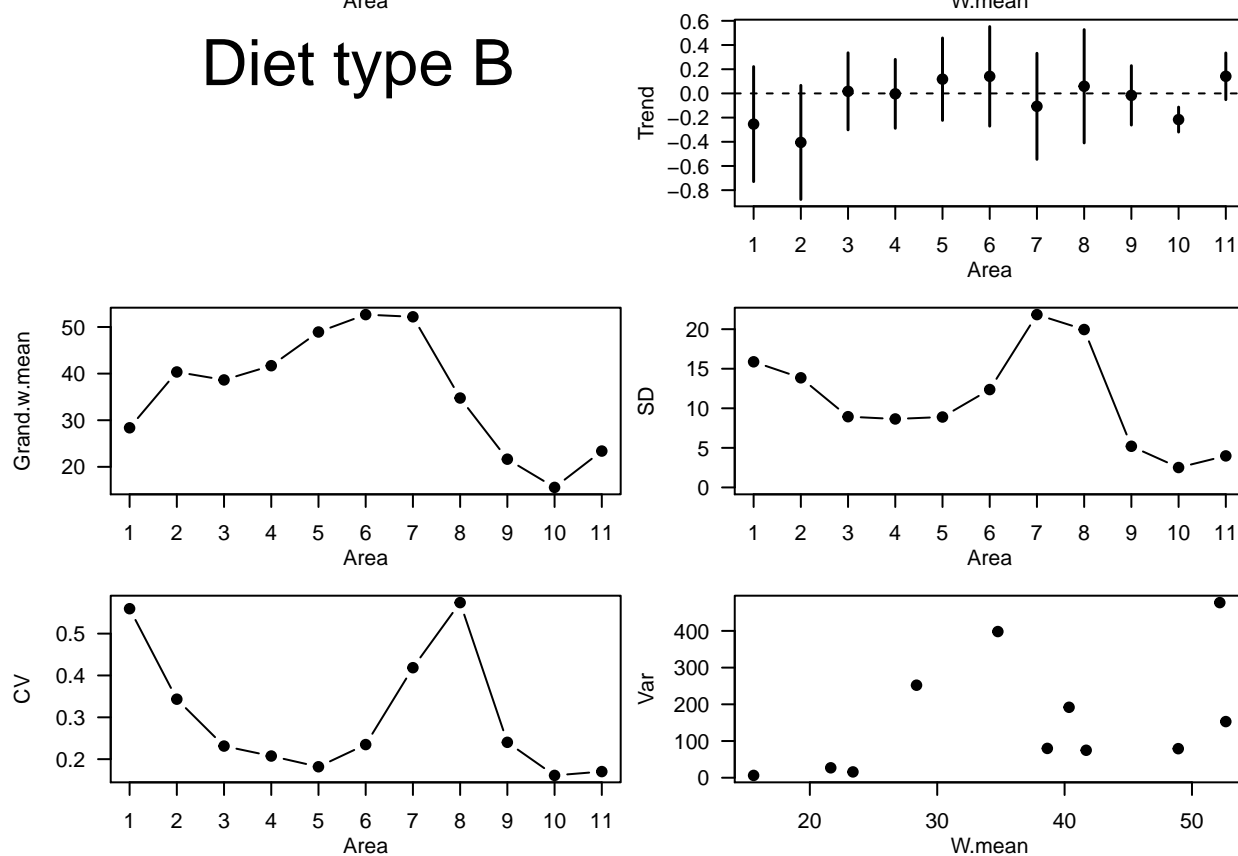 Area
W.mean
Diet type B
Trend
0.6
0.4
0.2
0.0
−0.2
−0.4
−0.6
−0.8
1 2 3 4 5 6 7 8 9 10 11
Area
Grand.w.mean
50
40
30
20
1 2 3 4 5 6 7 8 9 10 11
Area
SD
20
15
10
5
0
1 2 3 4 5 6 7 8 9 10 11
Area
CV
0.5
0.4
0.3
0.2
1 2 3 4 5 6 7 8 9 10 11
Area
Var
400
300
200
100
0
20 30 40 50
W.mean